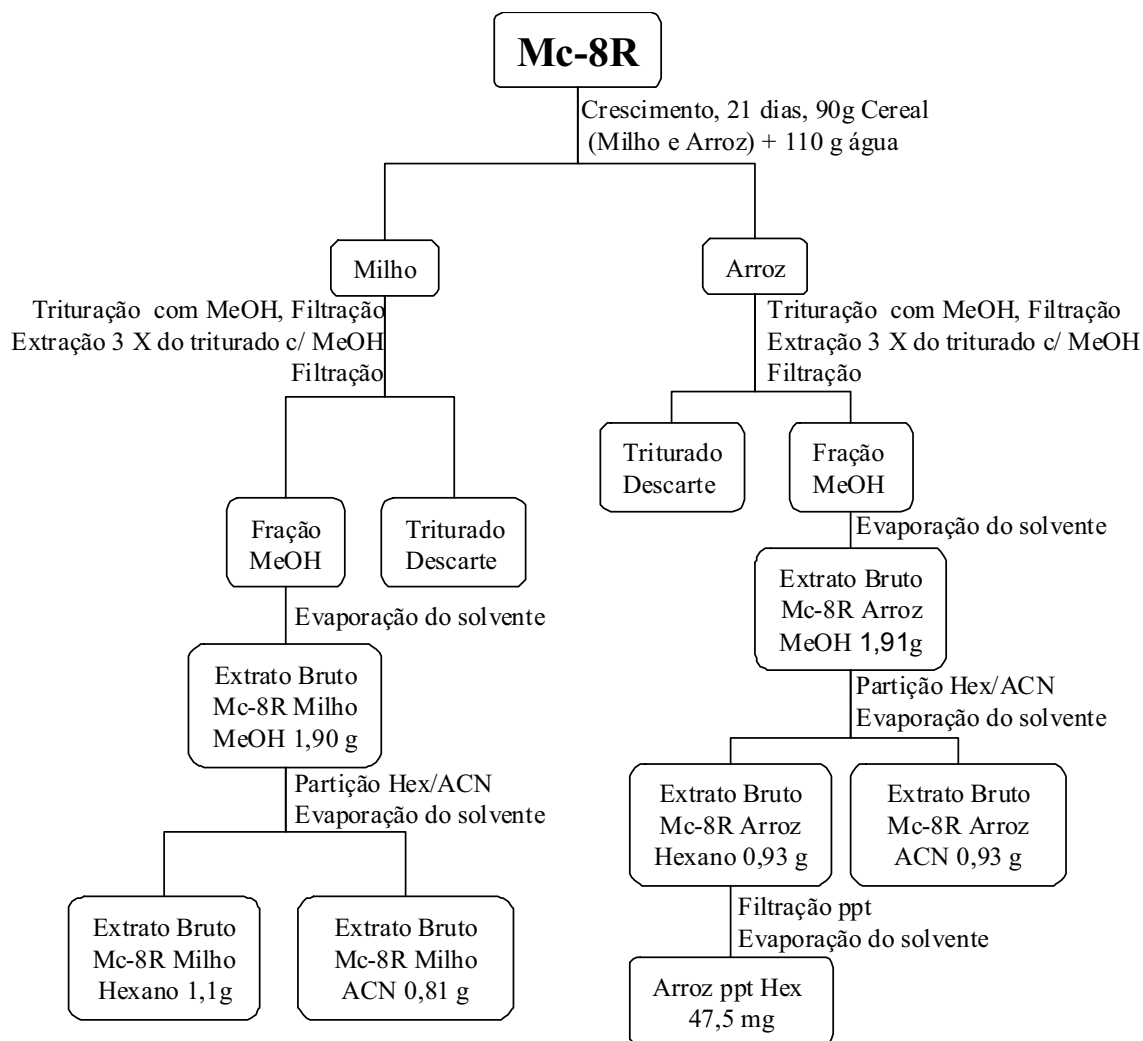 Mc-8R
Crescimento, 21 dias, 90g Cereal
(Milho e Arroz) + 110 g água
Milho
Trituração com MeOH, Filtração
Extração 3 X do triturado c/ MeOH
Filtração
Fração
MeOH
Triturado
Descarte
Evaporação do solvente
Extrato Bruto
Mc-8R Milho
MeOH 1,90 g
Partição Hex/ACN
Evaporação do solvente
Extrato Bruto
Mc-8R Milho
Hexano 1,1g
Extrato Bruto
Mc-8R Milho
ACN 0,81 g
Arroz
Trituração com MeOH, Filtração
Extração 3 X do triturado c/ MeOH
Filtração
Triturado
Descarte
Fração
MeOH
Evaporação do solvente
Extrato Bruto
Mc-8R Arroz
MeOH 1,91g
Partição Hex/ACN
Evaporação do solvente
Extrato Bruto
Mc-8R Arroz
Hexano 0,93 g
Extrato Bruto
Mc-8R Arroz
ACN 0,93 g
Filtração ppt
Evaporação do solvente
Arroz ppt Hex
47,5 mg